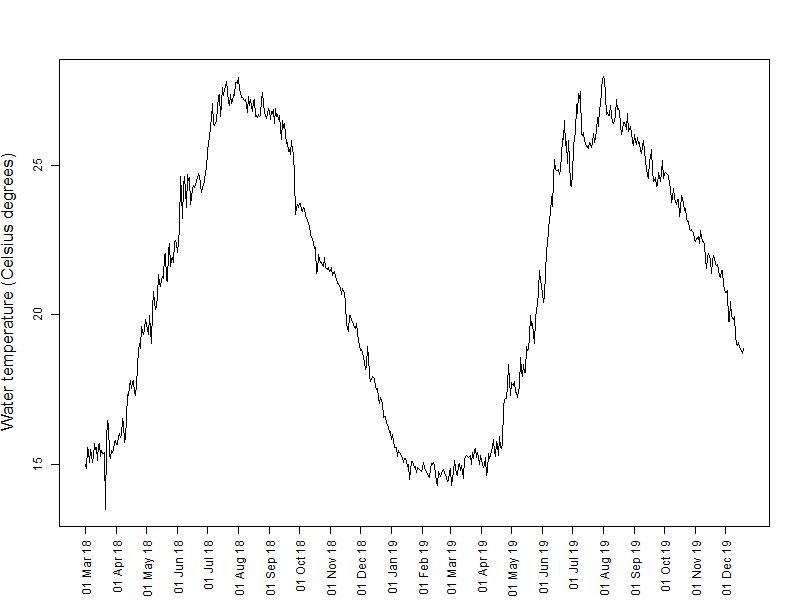 Water temperature (Celsius degrees)
25
20
15
01 Mar 18
01 Apr 18
01 May 18
01 Jun 18
01 Jul 18
01 Aug 18
01 Sep 18
01 Oct 18
01 Nov 18
01 Dec 18
01 Jan 19
01 Feb 19
01 Mar 19
01 Apr 19
01 May 19
01 Jun 19
01 Jul 19
01 Aug 19
01 Sep 19
01 Oct 19
01 Nov 19
01 Dec 19